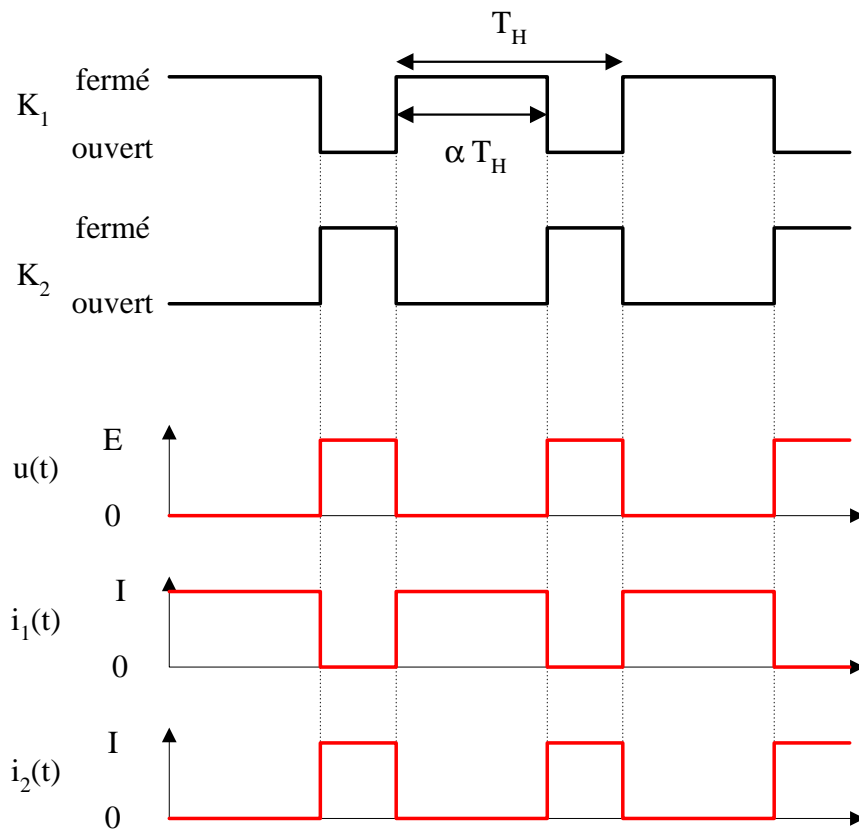 T_H
fermé
K_1
ouvert
α T_H
fermé
K_2
ouvert
E
u(t)
0
I
i_1(t)
0
I
i_2(t)
0